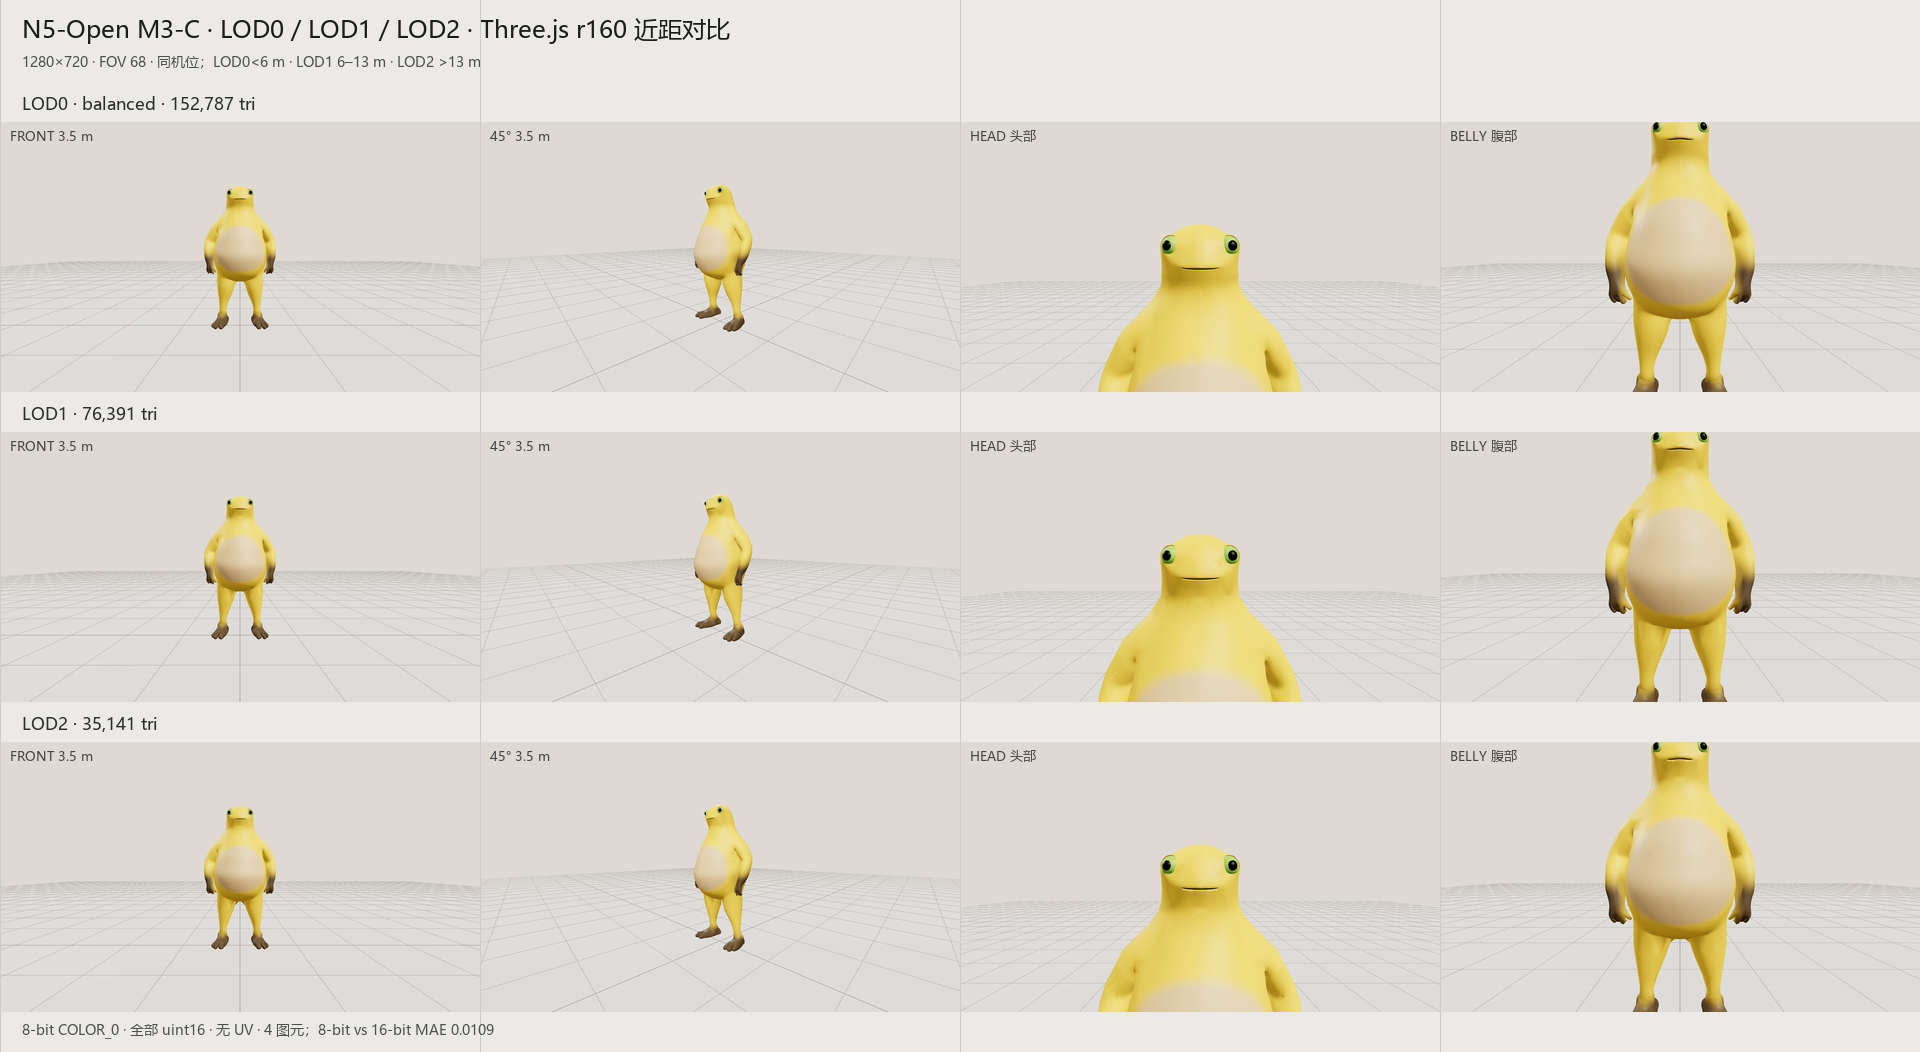 N5-Open M3-C · LOD0 / LOD1 / LOD2 · Three.js r160 近距对比
1280×720 · FOV 68 · 同机位；LOD0<6 m · LOD1 6–13 m · LOD2 >13 m
LOD0 · balanced · 152,787 tri
FRONT 3.5 m
45° 3.5 m
HEAD 头部
BELLY 腹部
LOD1 · 76,391 tri
FRONT 3.5 m
45° 3.5 m
HEAD 头部
BELLY 腹部
LOD2 · 35,141 tri
FRONT 3.5 m
45° 3.5 m
HEAD 头部
BELLY 腹部
8-bit COLOR_0 · 全部 uint16 · 无 UV · 4 图元；8-bit vs 16-bit MAE 0.0109